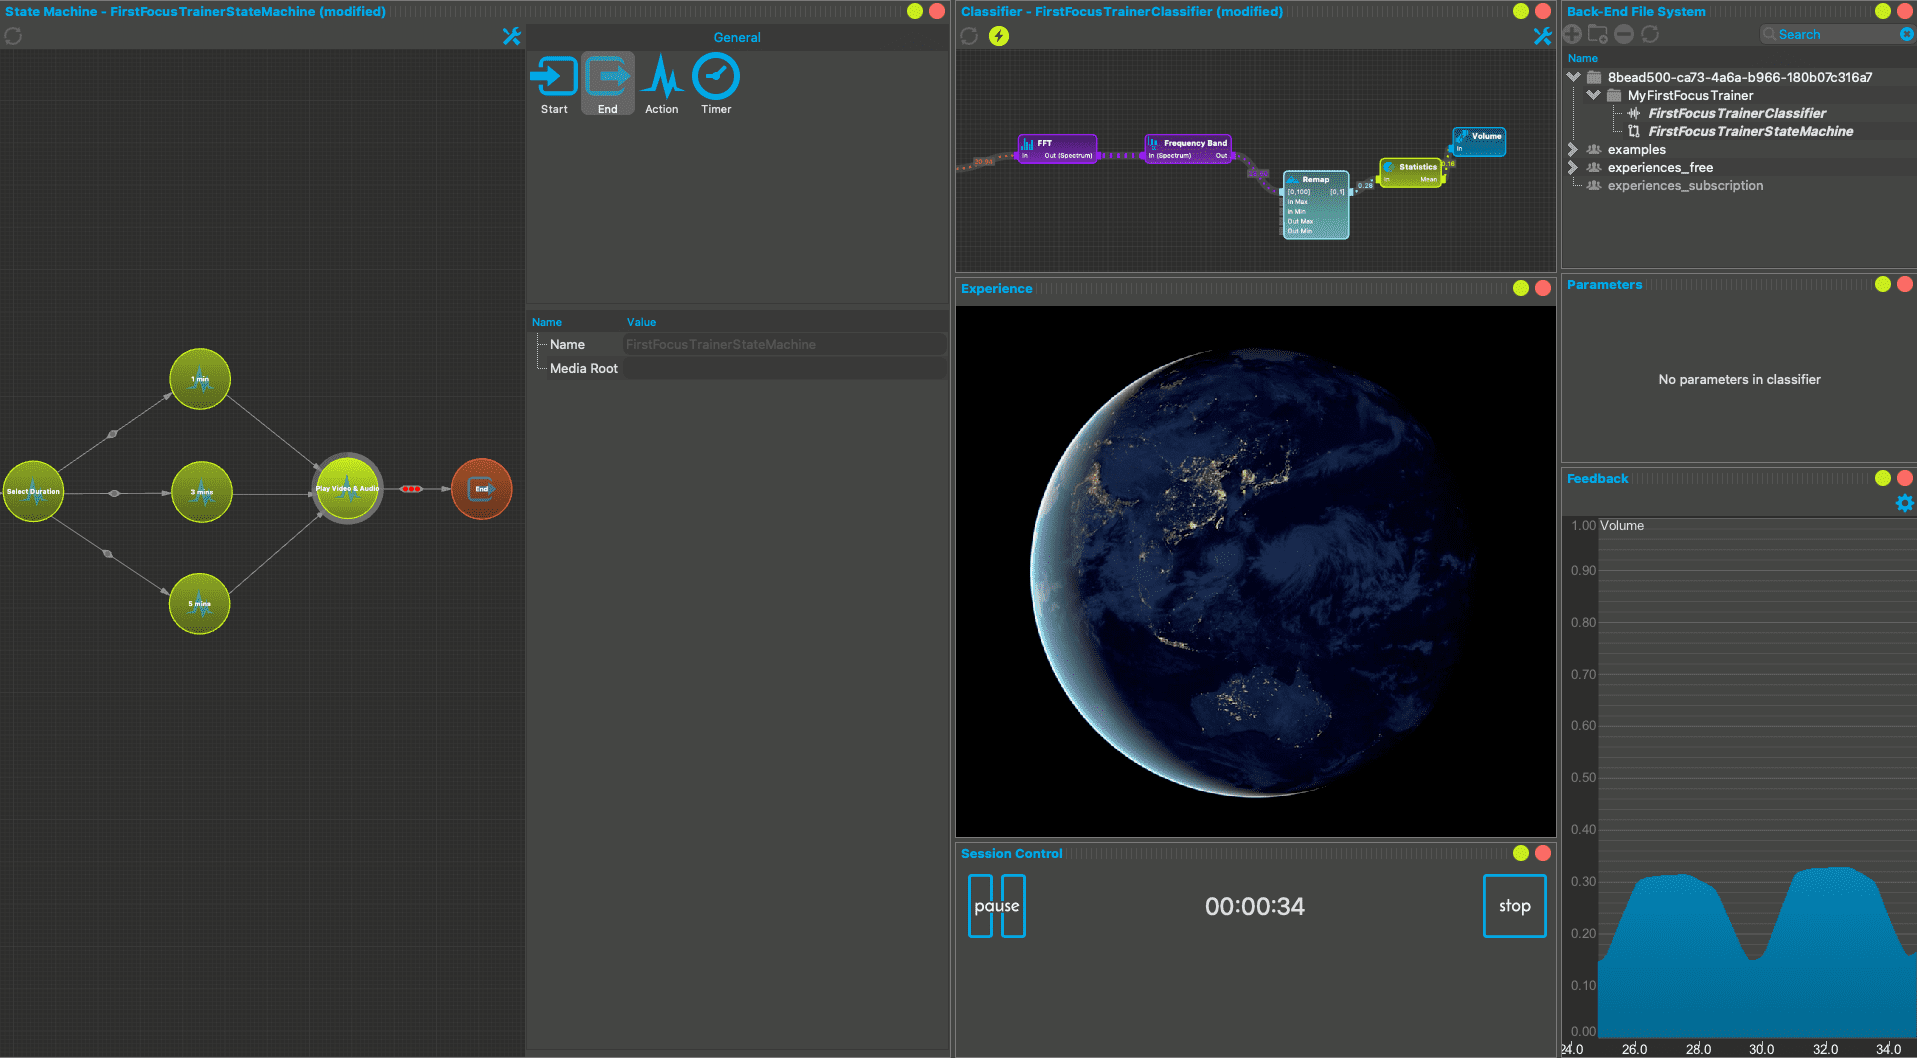 State Machine - FirstFocusTrainerStateMachine (modified)
General
Start
End
Action
Timer
Name
Value
Name
FirstFocusTrainerStateMachine
Media Root
1 min
Select Duration
3 mins
Play Video & Audio
End
5 mins
Classifier - FirstFocusTrainerClassifier (modified)
20.94
FFT
In
Out (Spectrum)
Frequency Band
In (Spectrum)
Out
Remap
[0,100]
[0,1]
In Max
In Min
Out Max
Out Min
0.28
Statistics
In
Mean
0.16
Volume
In
Experience
Session Control
pause
00:00:34
stop
Back-End File System
Search
Name
8bead500-ca73-4a6a-b966-180b07c316a7
MyFirstFocusTrainer
FirstFocusTrainerClassifier
FirstFocusTrainerStateMachine
examples
experiences_free
experiences_subscription
Parameters
No parameters in classifier
Feedback
1.00
Volume
0.90
0.80
0.70
0.60
0.50
0.40
0.30
0.20
0.10
0.00
24.0
26.0
28.0
30.0
32.0
34.0